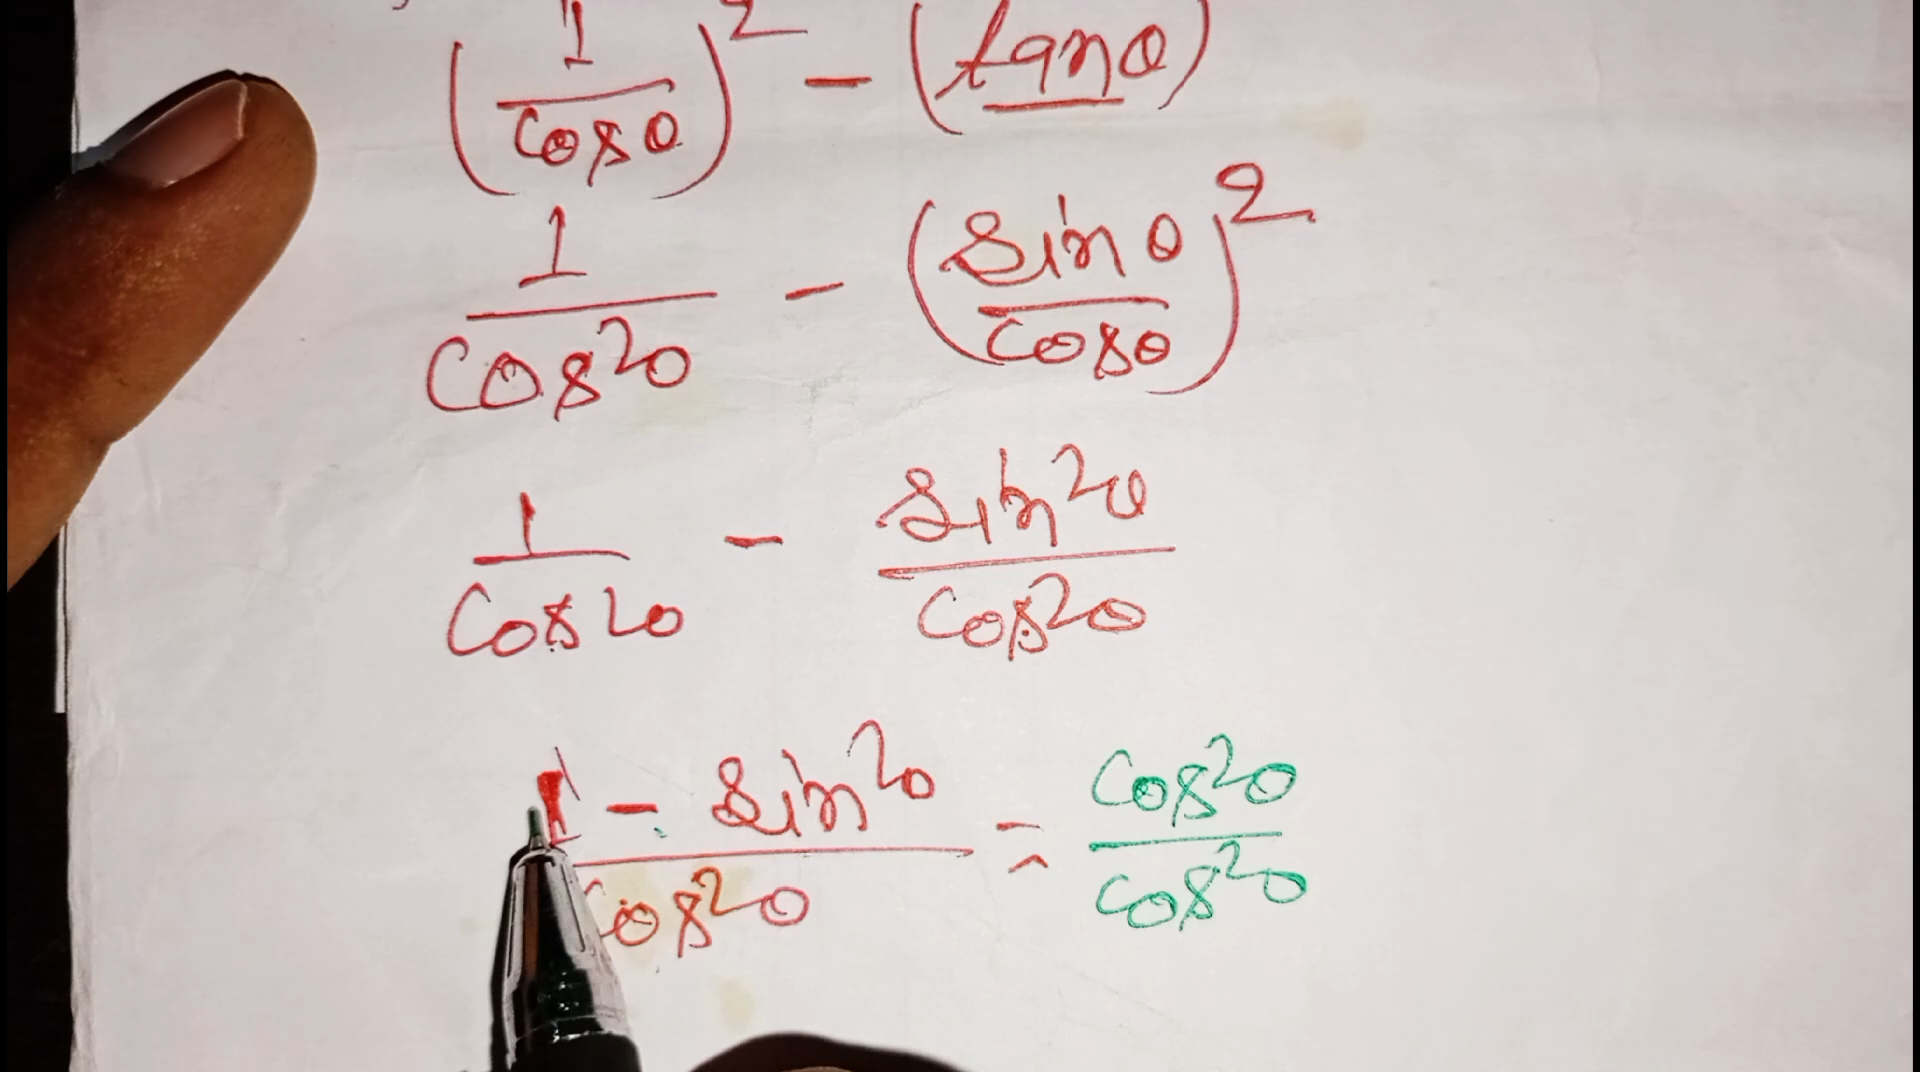 (1/cosθ)² - (tanθ)
1/cos²θ - (sinθ/cosθ)²
1/cos²θ - sin²θ/cos²θ
1 - sin²θ/cos²θ = cos²θ/cos²θ